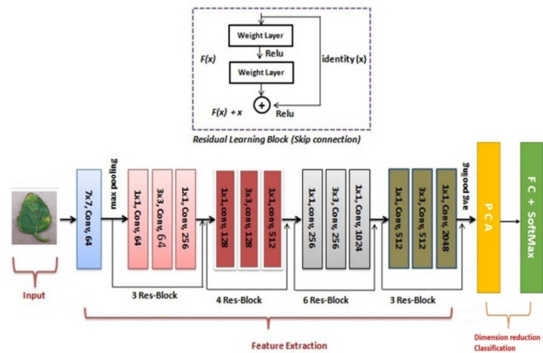 Weight Layer
F(x)
Relu
identity (x)
Weight Layer
F(x) + x
Relu
Residual Learning Block (Skip connection)
7x7, Conv, 64
max pooling
1x1, Conv, 64
3x3, Conv, 64
1x1, Conv, 256
1x1, conv, 128
3x3, conv, 128
1x1, conv, 512
1x1, conv, 256
3x3, Conv, 256
1x1, Conv, 1024
1x1, Conv, 512
3x3, Conv, 512
1x1, Conv, 2048
avg pooling
PCA
FC + SoftMax
Input
3 Res-Block
4 Res-Block
6 Res-Block
3 Res-Block
Feature Extraction
Dimension reduction -
Classification